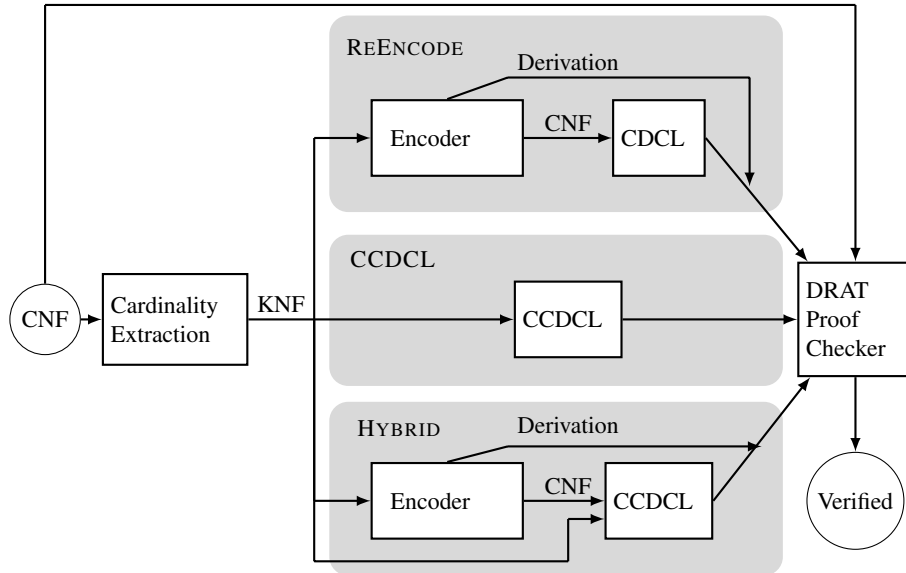 REENCODE
Derivation
Encoder
CNF
CDCL
CCDCL
CNF
Cardinality
Extraction
KNF
CCDCL
DRAT
Proof
Checker
HYBRID
Derivation
Encoder
CNF
CCDCL
Verified